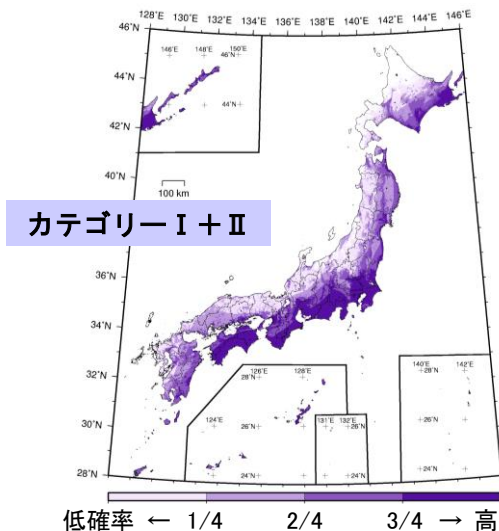 128°E 130°E 132°E 134°E 136°E 138°E 140°E 142°E 144°E 146°E
146°E 148°E 150°E
46°N 46°N
44°N 44°N
42°N
40°N
100 km
カテゴリーⅠ+Ⅱ
36°N
34°N
32°N
30°N
28°N
126°E 128°E
28°N
124°E
26°N
24°N
131°E 132°E
26°N
140°E 142°E
28°N
26°N
24°N
低確率 ← 1/4 2/4 3/4 → 高